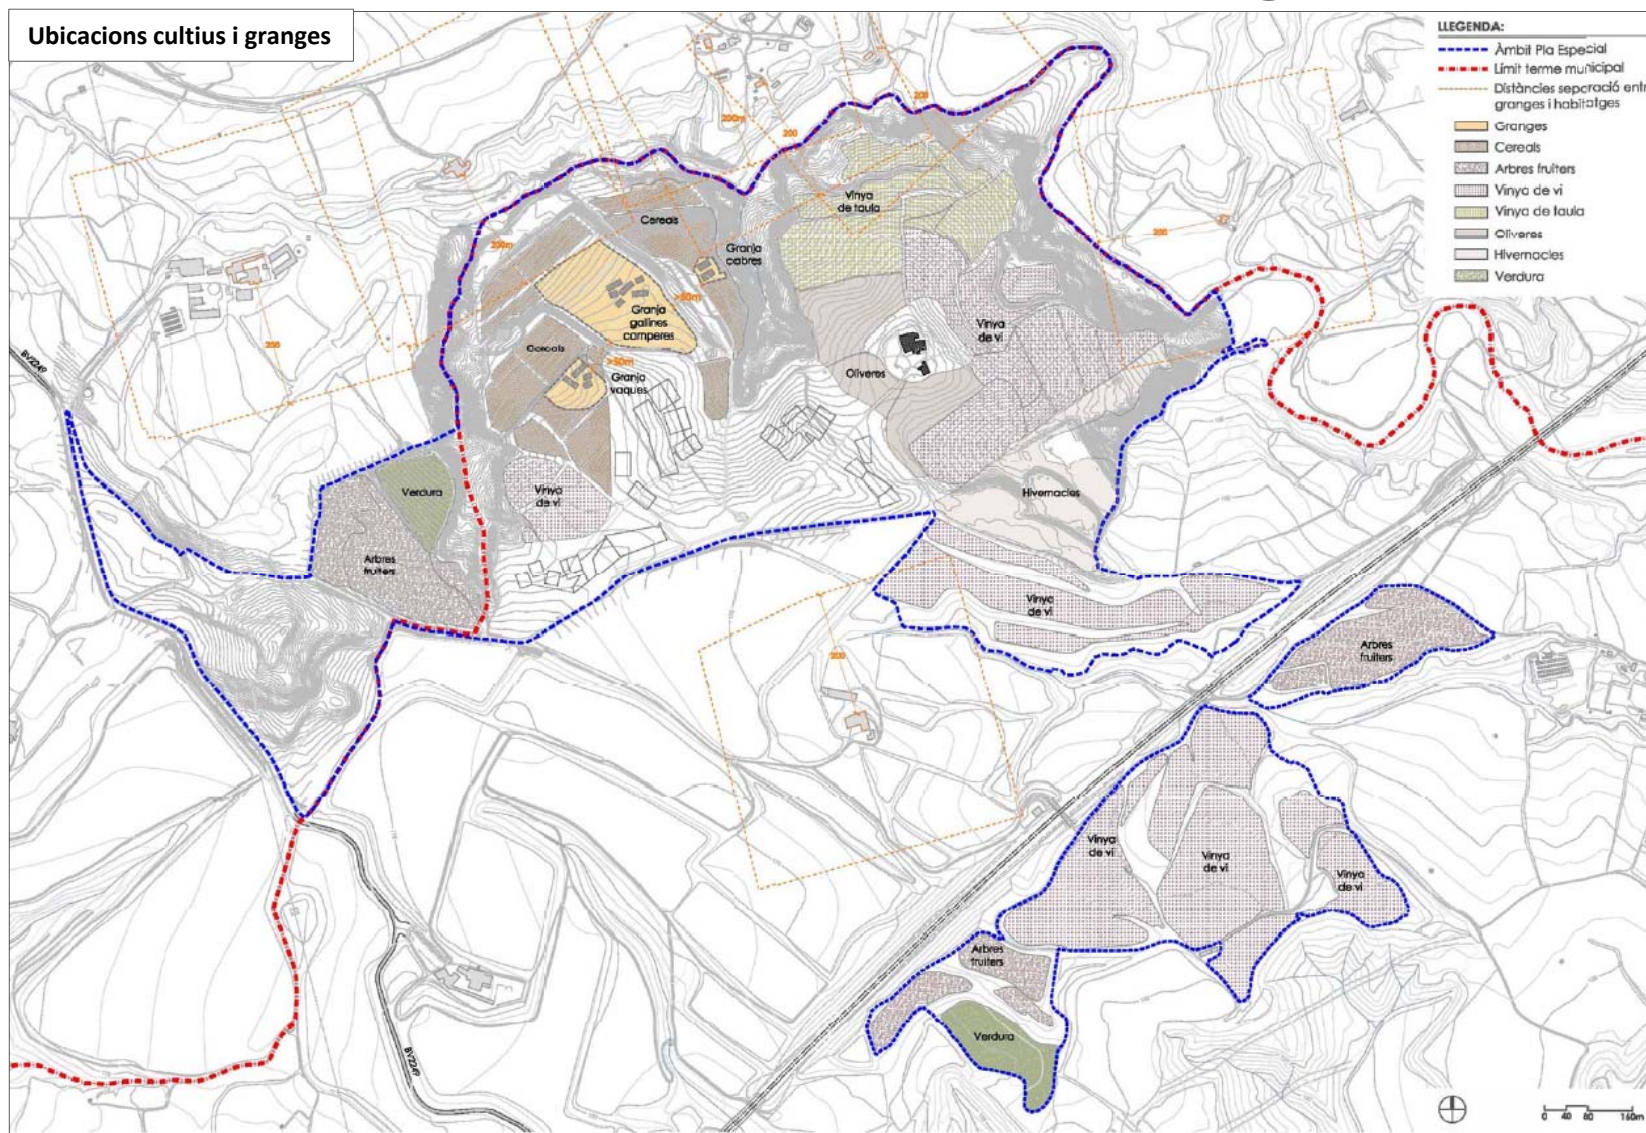 Ubicacions cultius i granges
LLEGENDA:
Àmbit Pla Especial
Límit terme municipal
Distàncies separació entr
granges i habitatges
Granges
Cereals
Arbres fruiters
Vinya de vi
Vinya de taula
Oliveres
Hivernacles
Verdura
200m
200
200
Vinya
de taula
Cereals
200m
Granja
cabres
200
>50m
Granja
gallines
camperes
200
Vinya
de vi
BV2249
Cereals
>50m
Granja
vaques
Oliveres
Verdura
Vinya
de vi
Hivernacles
Arbres
fruiters
Vinya
de vi
200
Arbres
fruiters
Vinya
de vi
Vinya
de vi
Vinya
de vi
Arbres
fruiters
Verdura
BV2249
0 40 80 160m